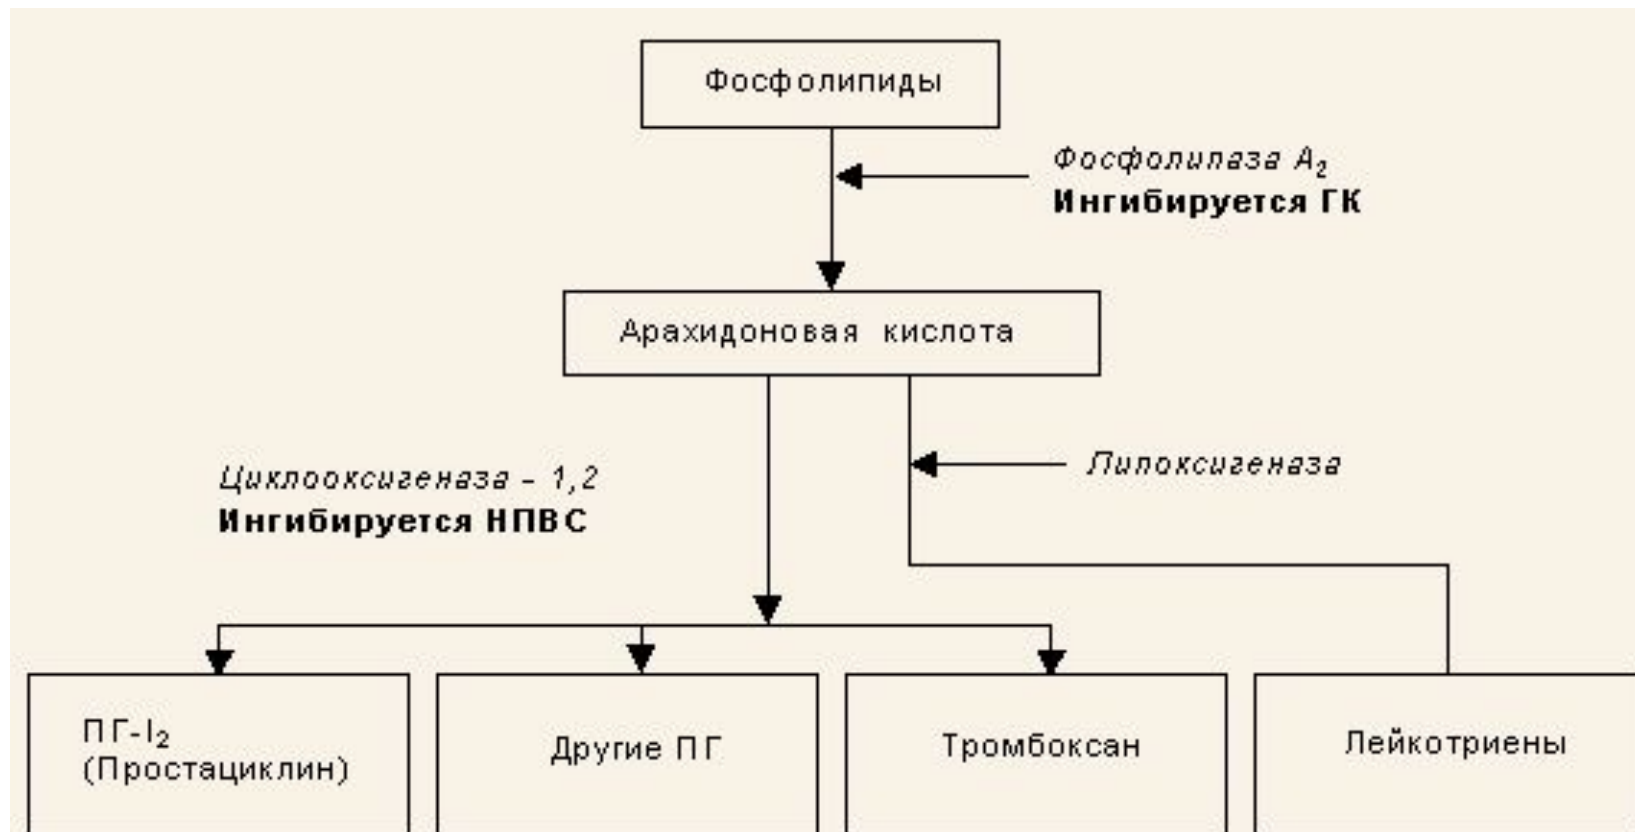 Фосфолипиды
Фосфолипаза А₂
Ингибируется ГК
Арахидоновая кислота
Циклооксигеназа - 1,2
Ингибируется НПВС
Липоксигеназа
ПГ-I₂
(Простациклин)
Другие ПГ
Тромбоксан
Лейкотриены